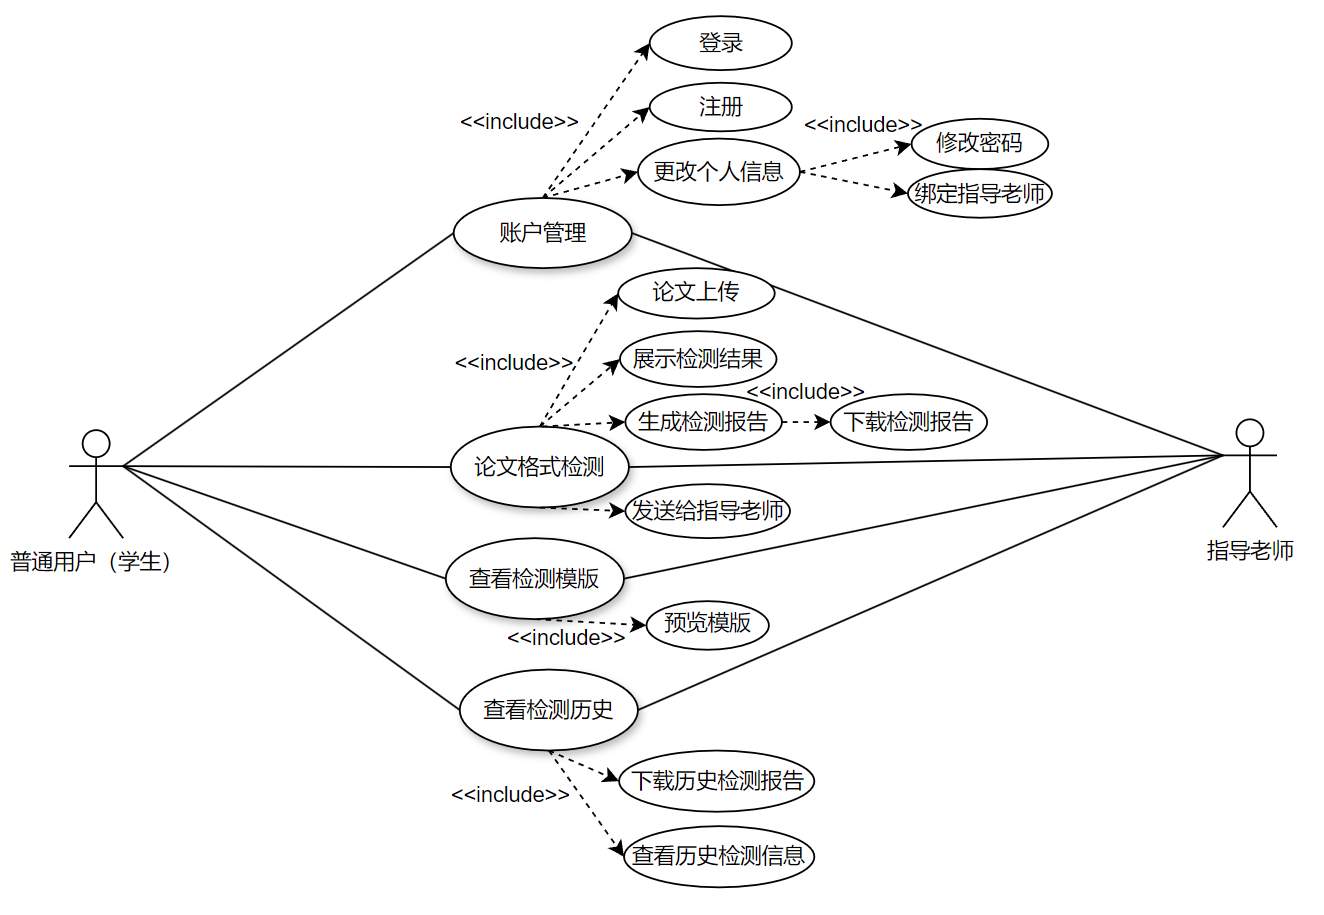 登录
<<include>>
注册
<<include>>
修改密码
更改个人信息
绑定指导老师
账户管理
论文上传
<<include>>
展示检测结果
<<include>>
生成检测报告
下载检测报告
论文格式检测
发送给指导老师
普通用户（学生）
指导老师
查看检测模版
预览模版
<<include>>
查看检测历史
下载历史检测报告
<<include>>
查看历史检测信息